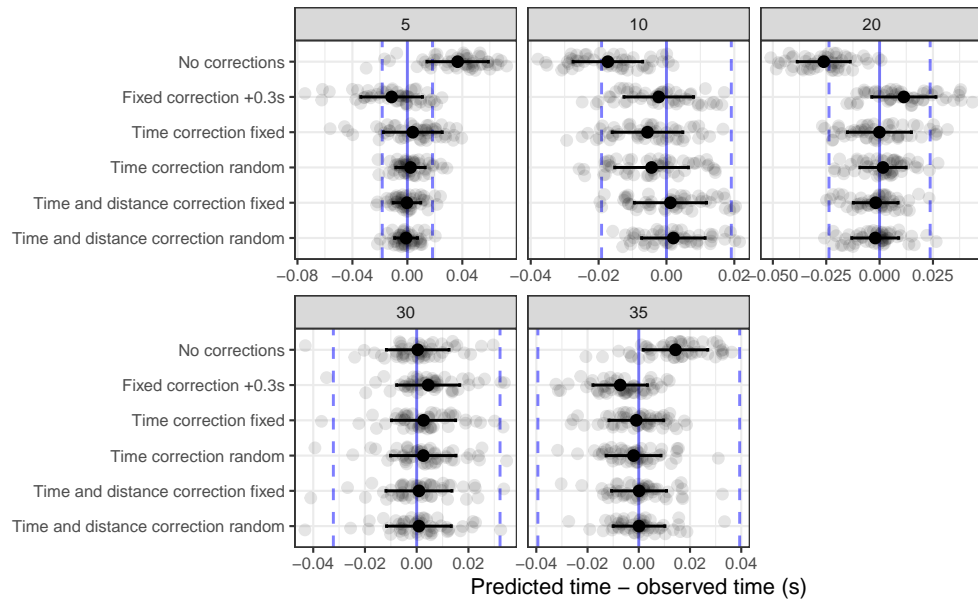 5
10
20
No corrections
Fixed correction +0.3s
Time correction fixed
Time correction random
Time and distance correction fixed
Time and distance correction random
−0.08 −0.04 0.00 0.04
−0.04 −0.02 0.00 0.02
−0.050 −0.025 0.000 0.025
30
35
No corrections
Fixed correction +0.3s
Time correction fixed
Time correction random
Time and distance correction fixed
Time and distance correction random
−0.04 −0.02 0.00 0.02
−0.04 −0.02 0.00 0.02 0.04
Predicted time − observed time (s)